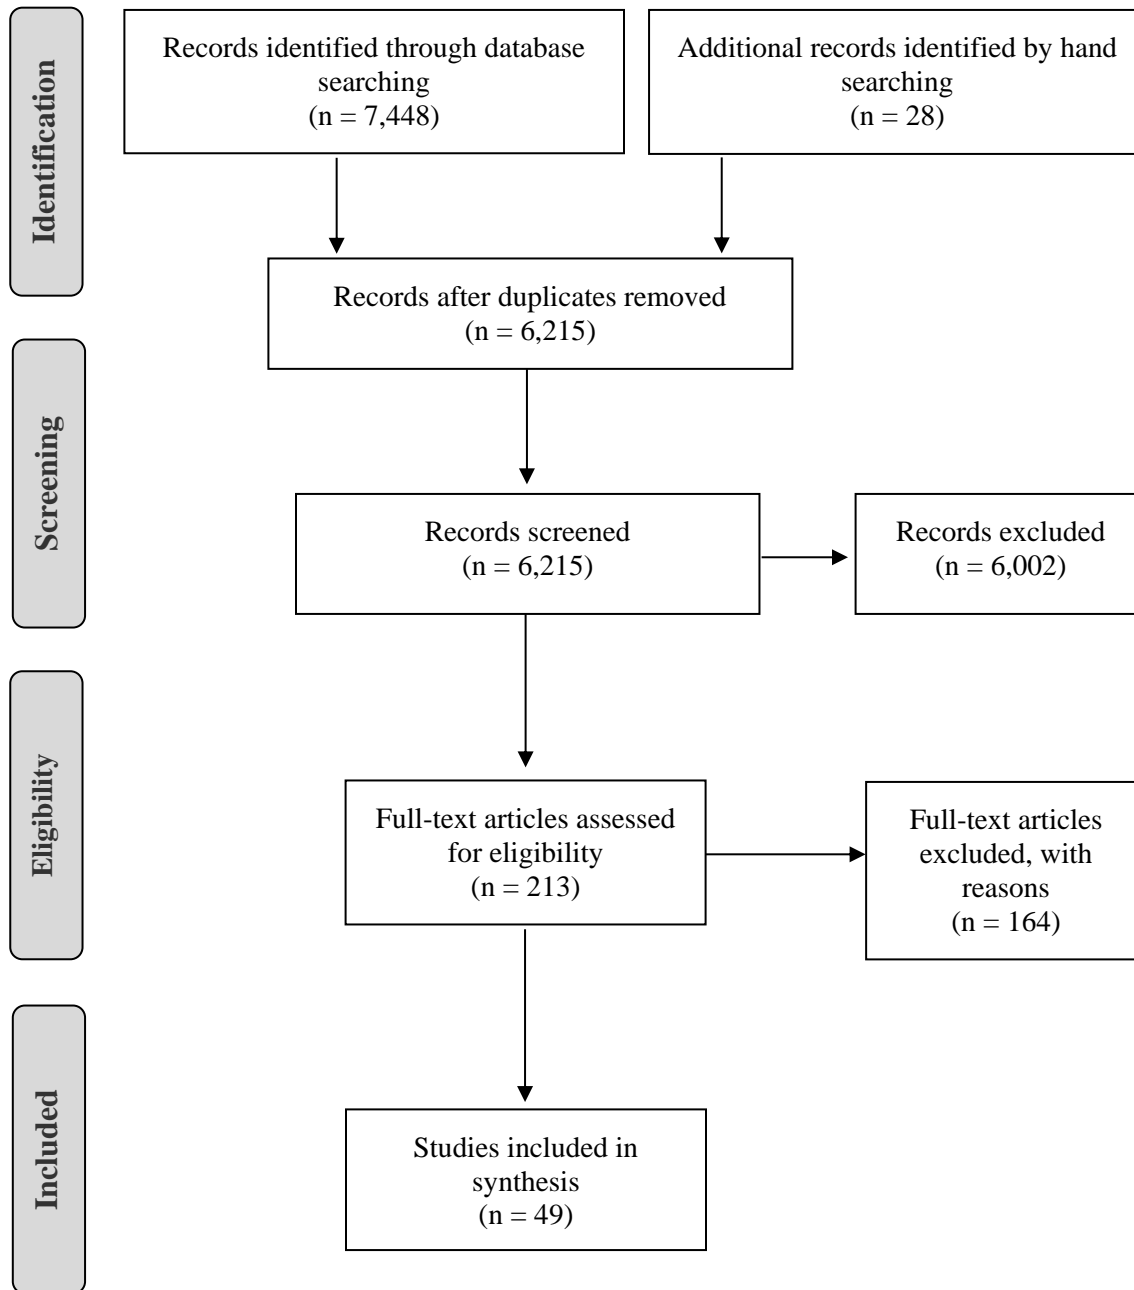 Identification
Records identified through database
searching
(n = 7,448)
Additional records identified by hand
searching
(n = 28)
Records after duplicates removed
(n = 6,215)
Screening
Records screened
(n = 6,215)
Records excluded
(n = 6,002)
Eligibility
Full-text articles assessed
for eligibility
(n = 213)
Full-text articles
excluded, with
reasons
(n = 164)
Included
Studies included in
synthesis
(n = 49)